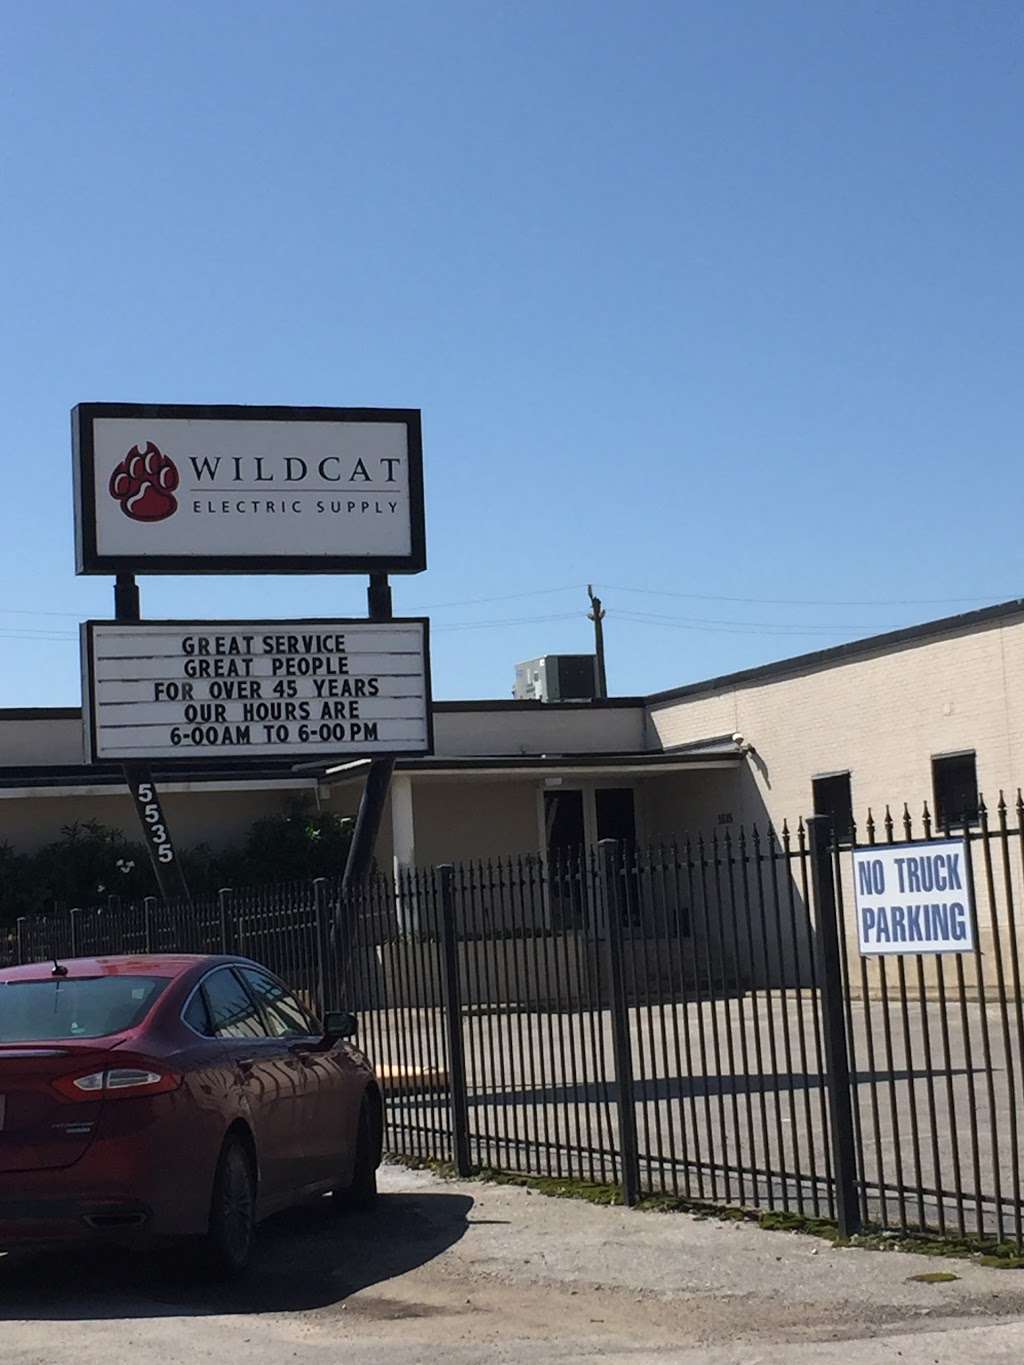 WILDCAT
ELECTRIC SUPPLY
GREAT SERVICE
GREAT PEOPLE
FOR OVER 45 YEARS
OUR HOURS ARE
6-00AM TO 6-00PM
5535
NO TRUCK
PARKING